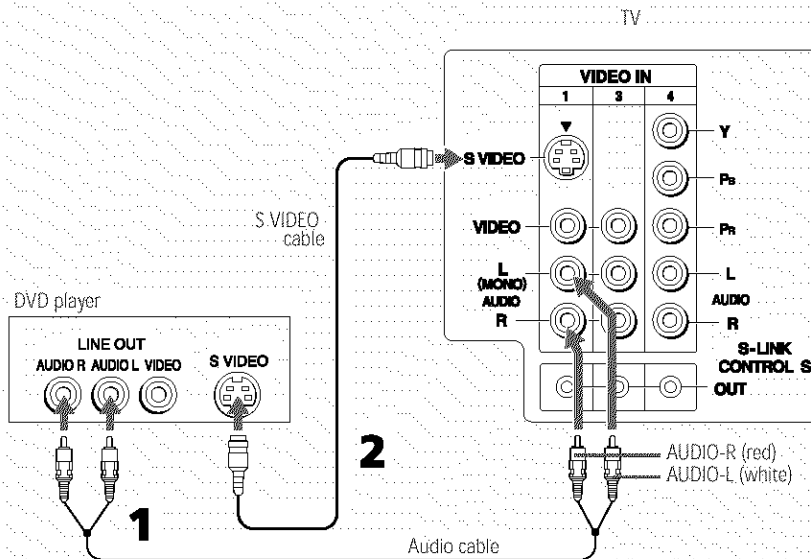 TV
VIDEO IN
1 3 4
Y
S VIDEO
PB
S VIDEO
cable
VIDEO
PR
L
(MONO)
L
AUDIO
AUDIO
R
R
S-LINK
CONTROL S
OUT
DVD player
LINE OUT
AUDIO R AUDIO L VIDEO
S VIDEO
2
AUDIO-R (red)
AUDIO-L (white)
1
Audio cable